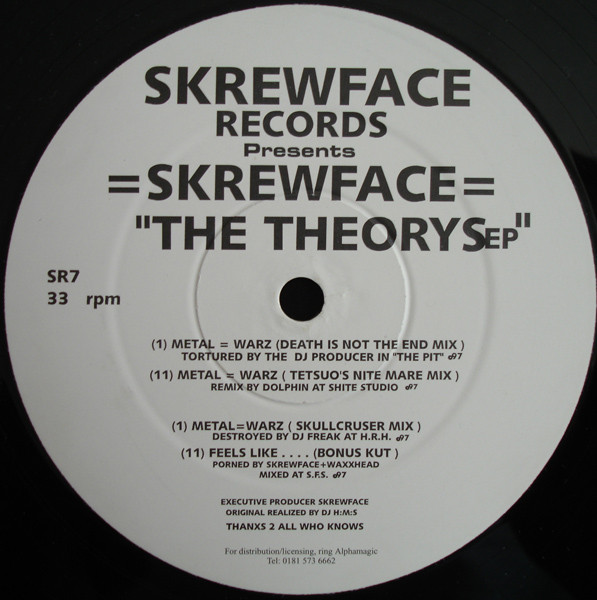 SKREWFACE
RECORDS
Presents
=SKREWFACE=
"THE THEORYS EP"
SR7
33 rpm
(1) METAL = WARZ (DEATH IS NOT THE END MIX )
TORTURED BY THE DJ PRODUCER IN "THE PIT" 97
(11) METAL = WARZ ( TETSUO'S NITE MARE MIX )
REMIX BY DOLPHIN AT SHITE STUDIO 97
(1) METAL=WARZ ( SKULLCRUSER MIX )
DESTROYED BY DJ FREAK AT H.R.H. 97
(11) FEELS LIKE . . . . (BONUS KUT )
PORNED BY SKREWFACE+WAXXHEAD
MIXED AT S.F.S. 97
EXECUTIVE PRODUCER SKREWFACE
ORIGINAL REALIZED BY DJ H:M:S
THANXS 2 ALL WHO KNOWS
For distribution/licensing, ring Alphamagic
Tel: 0181 573 6662